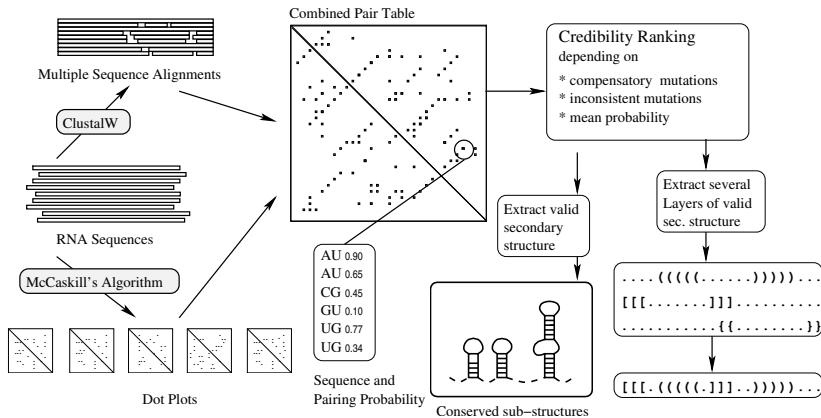 Combined Pair Table
Multiple Sequence Alignments
ClustalW
RNA Sequences
McCaskill's Algorithm
Dot Plots
AU 0.90
AU 0.65
CG 0.45
GU 0.10
UG 0.77
UG 0.34
Sequence and
Pairing Probability
Credibility Ranking
depending on
* compensatory mutations
* inconsistent mutations
* mean probability
Extract valid
secondary
structure
Conserved sub-structures
Extract several
Layers of valid
sec. structure
....(((((......)))))...
[[[.......]]]..........
............{{........}}
[[[.(((((.]]]..)))))...